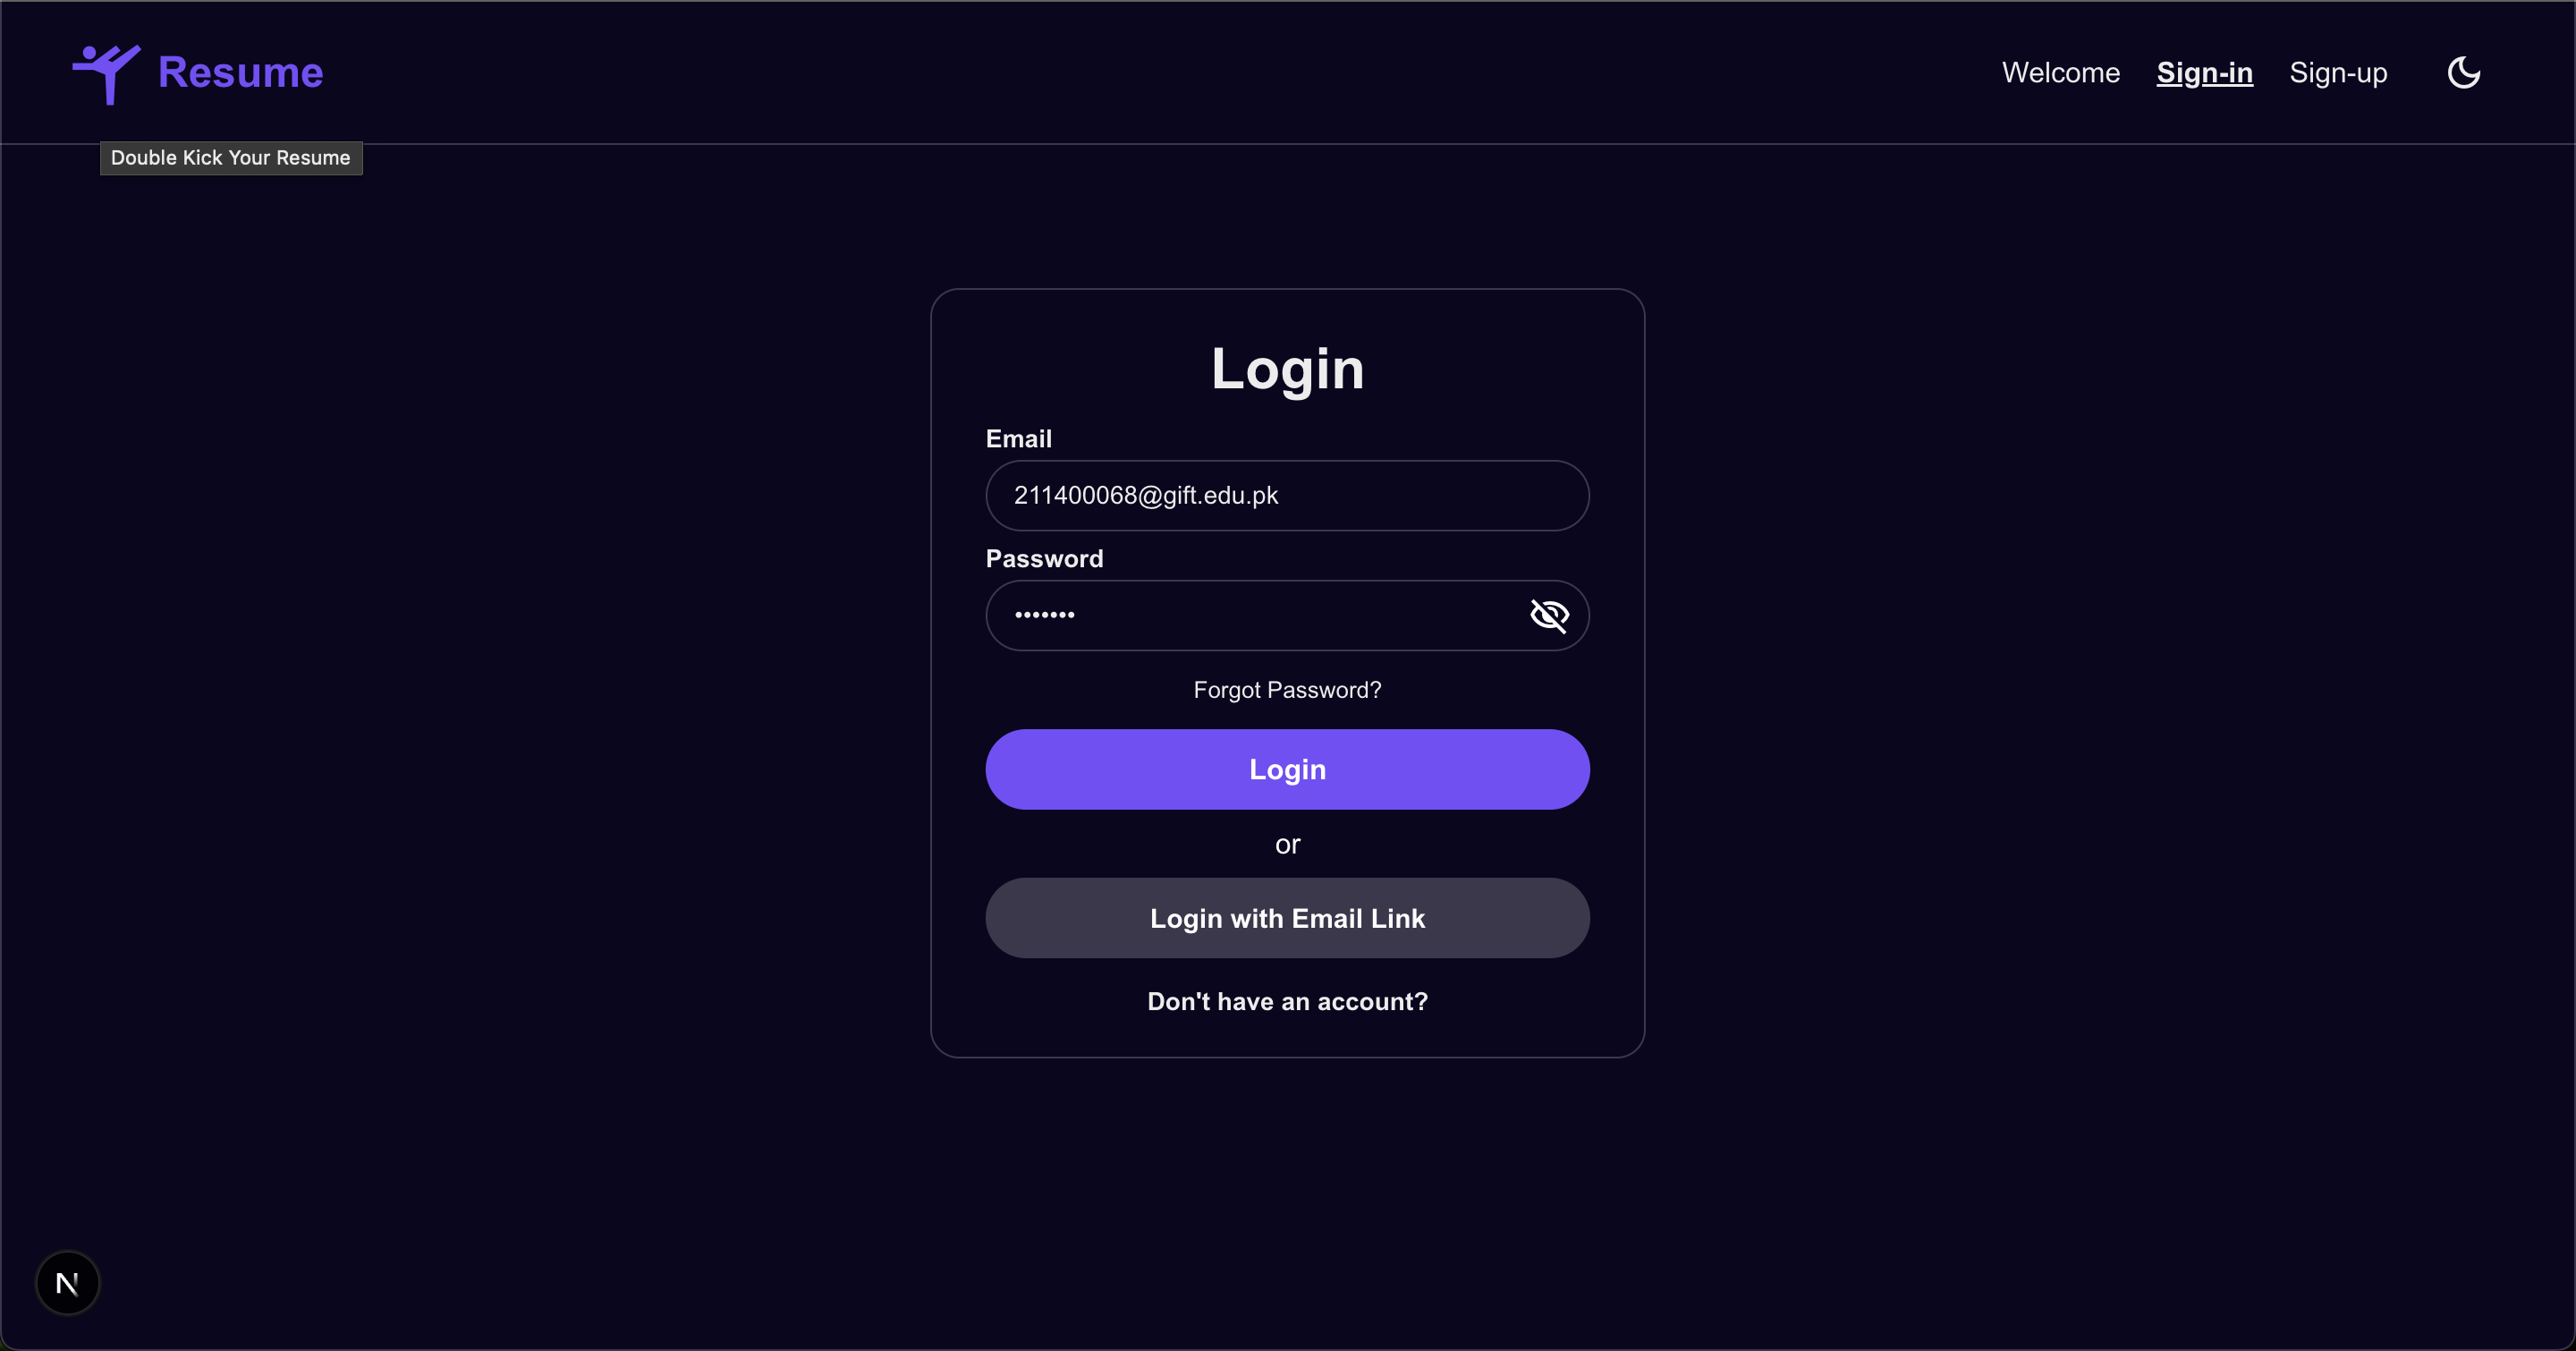 Resume
Welcome Sign-in Sign-up
Double Kick Your Resume
Login
Email
211400068@gift.edu.pk
Password
•••••••
Forgot Password?
Login
or
Login with Email Link
Don't have an account?
N